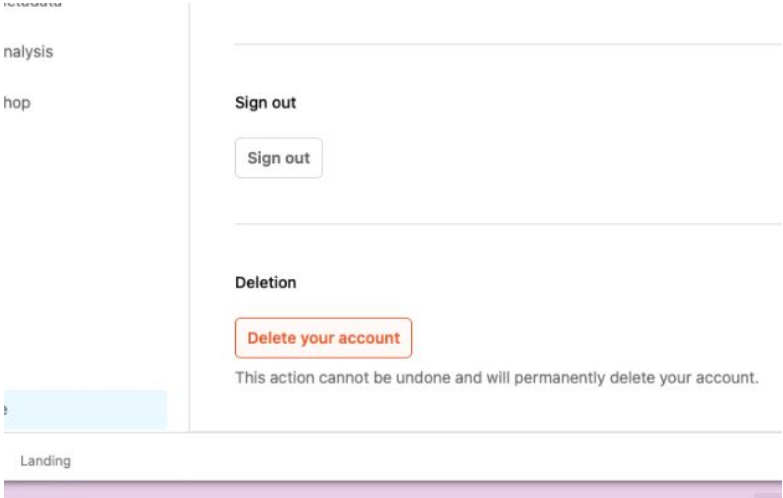 nalysis
hop
Sign out
Sign out
Deletion
Delete your account
This action cannot be undone and will permanently delete your account.
Landing